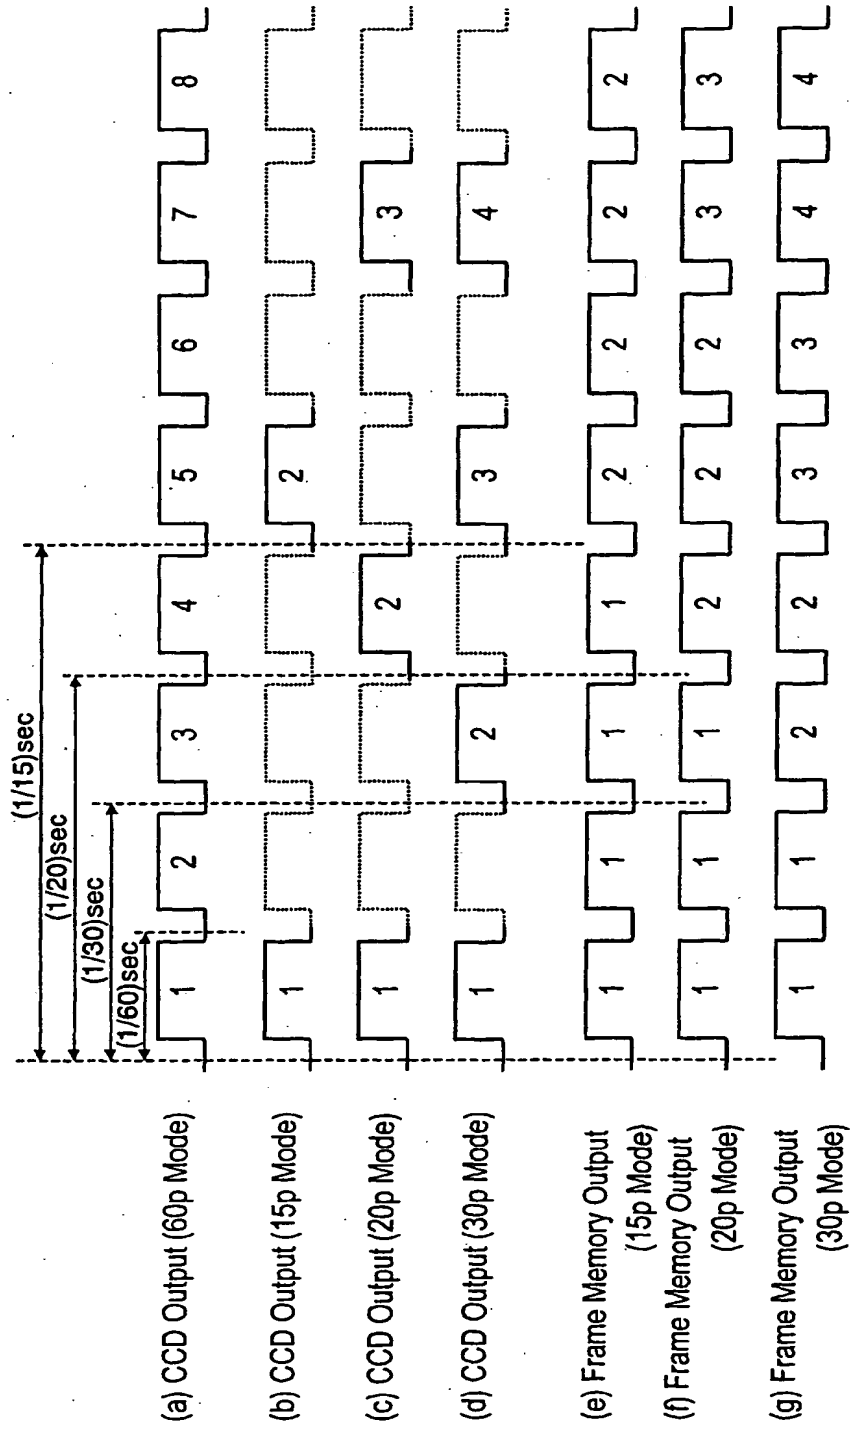 (1/15)sec
(1/20)sec
(1/30)sec
(1/60)sec
(a) CCD Output (60p Mode) 1 2 3 4 5 6 7 8
(b) CCD Output (15p Mode) 1 2
(c) CCD Output (20p Mode) 1 2 3
(d) CCD Output (30p Mode) 1 2 3 4
(e) Frame Memory Output 1 1 1 1 2 2 2 2
(15p Mode)
(f) Frame Memory Output 1 1 1 2 2 2 3 3
(20p Mode)
(g) Frame Memory Output 1 1 2 2 3 3 4 4
(30p Mode)